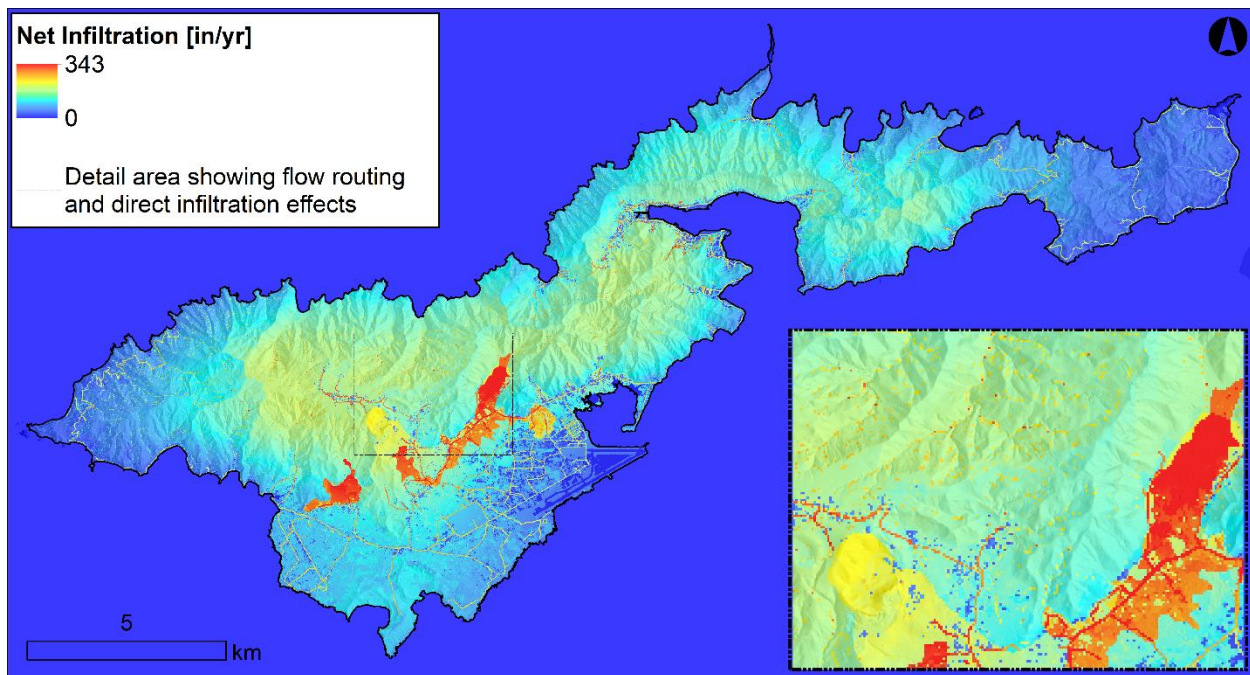 Net Infiltration [in/yr]
343
0
Detail area showing flow routing
and direct infiltration effects
5
km